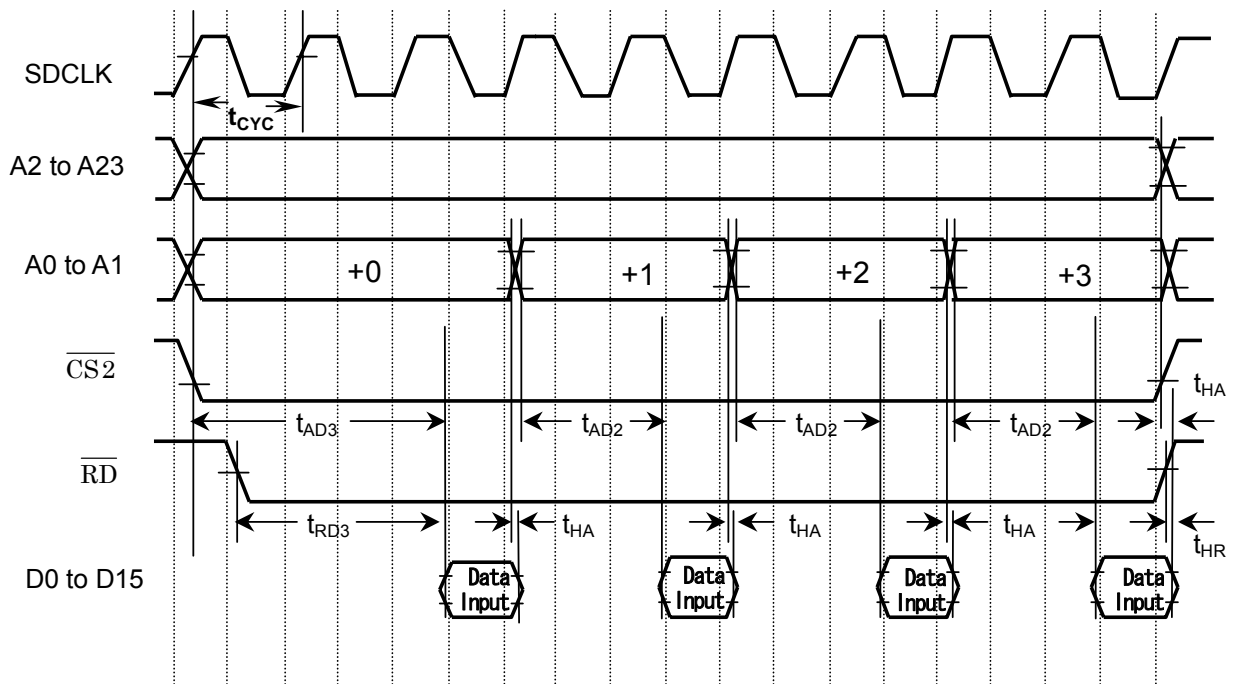 SDCLK
tCYC
A2 to A23
A0 to A1
+0 +1 +2 +3
CS2
tHA
tAD3 tAD2 tAD2 tAD2
RD
tRD3 tHA tHA tHA
tHR
D0 to D15
Data Input
Data Input
Data Input
Data Input